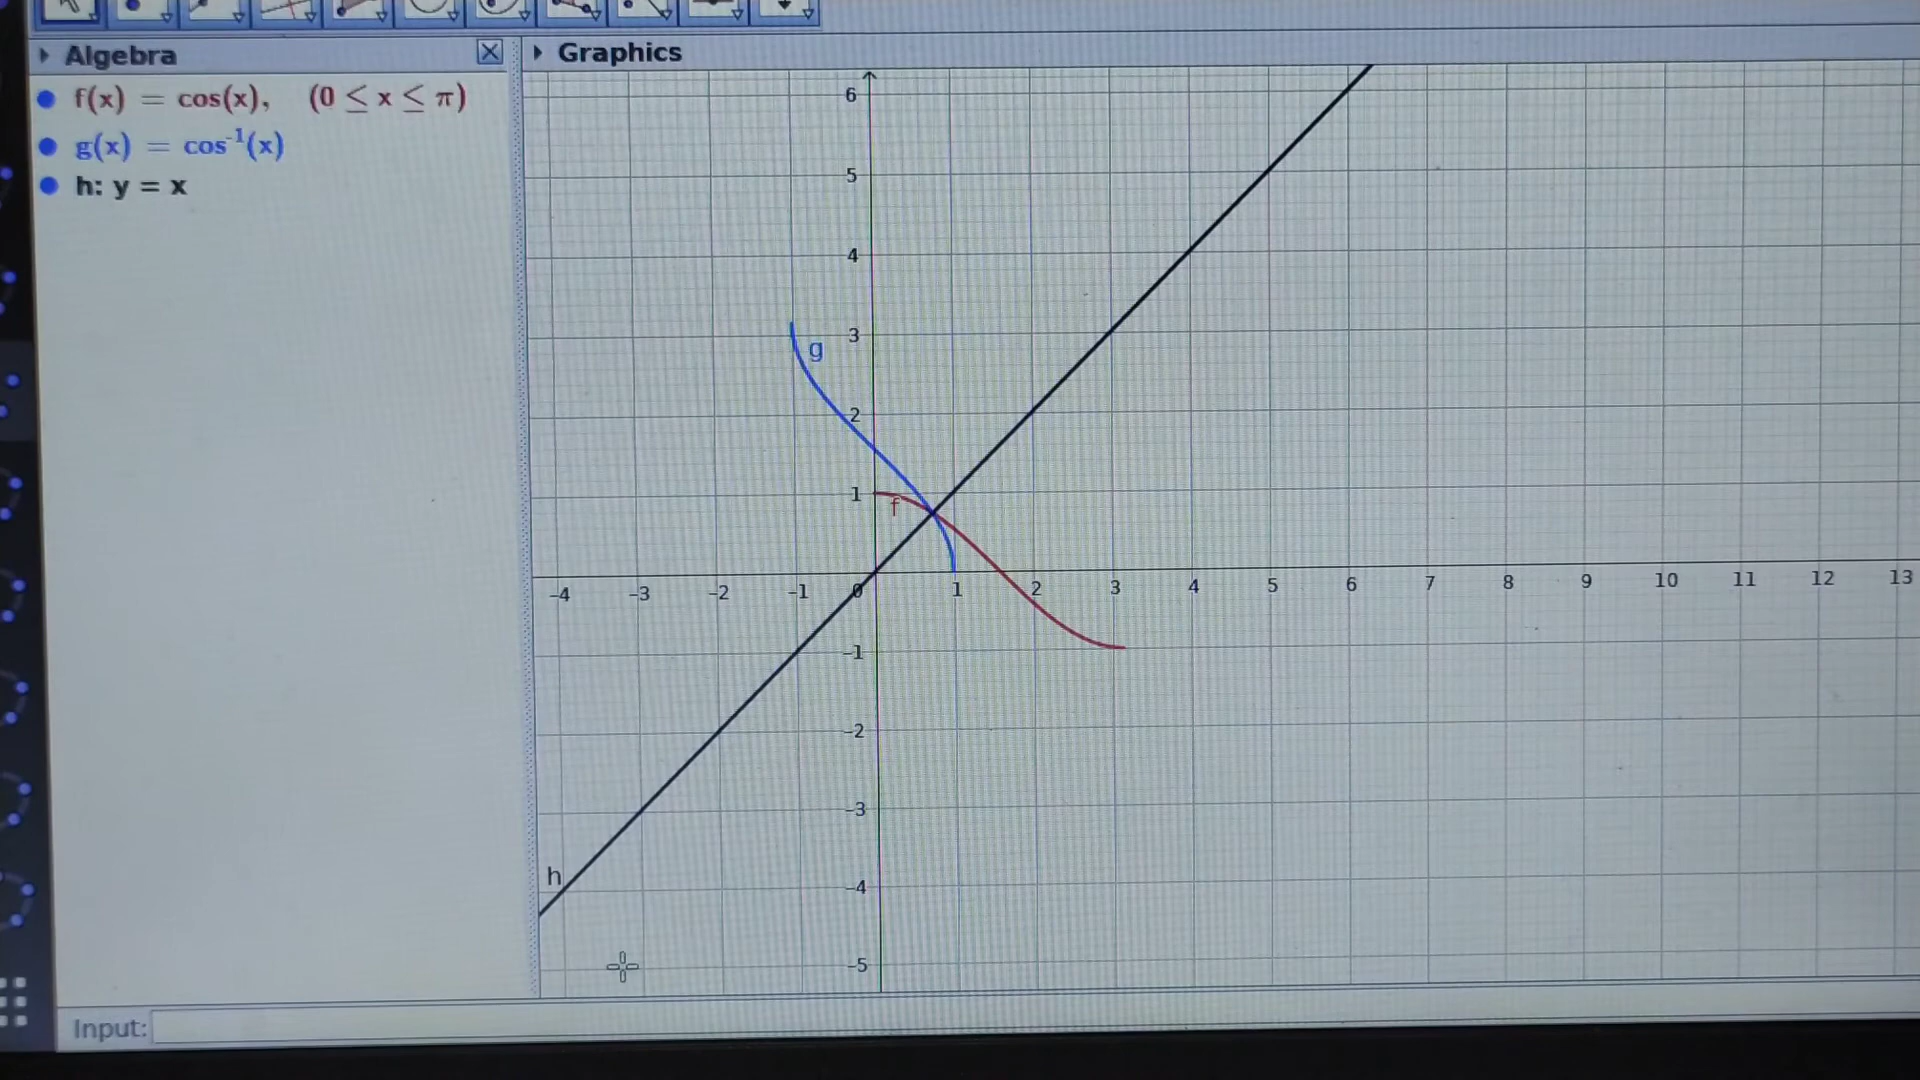 Algebra
Graphics
f(x) = cos(x), (0 ≤ x ≤ π)
g(x) = cos⁻¹(x)
h: y = x
6
5
4
3
g
2
1
f
−4 −3 −2 −1 0 1 2 3 4 5 6 7 8 9 10 11 12 13
−1
−2
−3
h
−4
−5
Input: